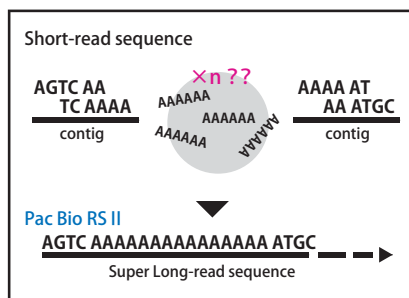 Short-read sequence
×n ??
AGTC AA
TC AAAA
contig
AAAAAA
AAAAAA
AAAAAA
AAAAAA
AAAA AT
AA ATGC
contig
Pac Bio RS II
AGTC AAAAAAAAAAAAAAA ATGC
Super Long-read sequence